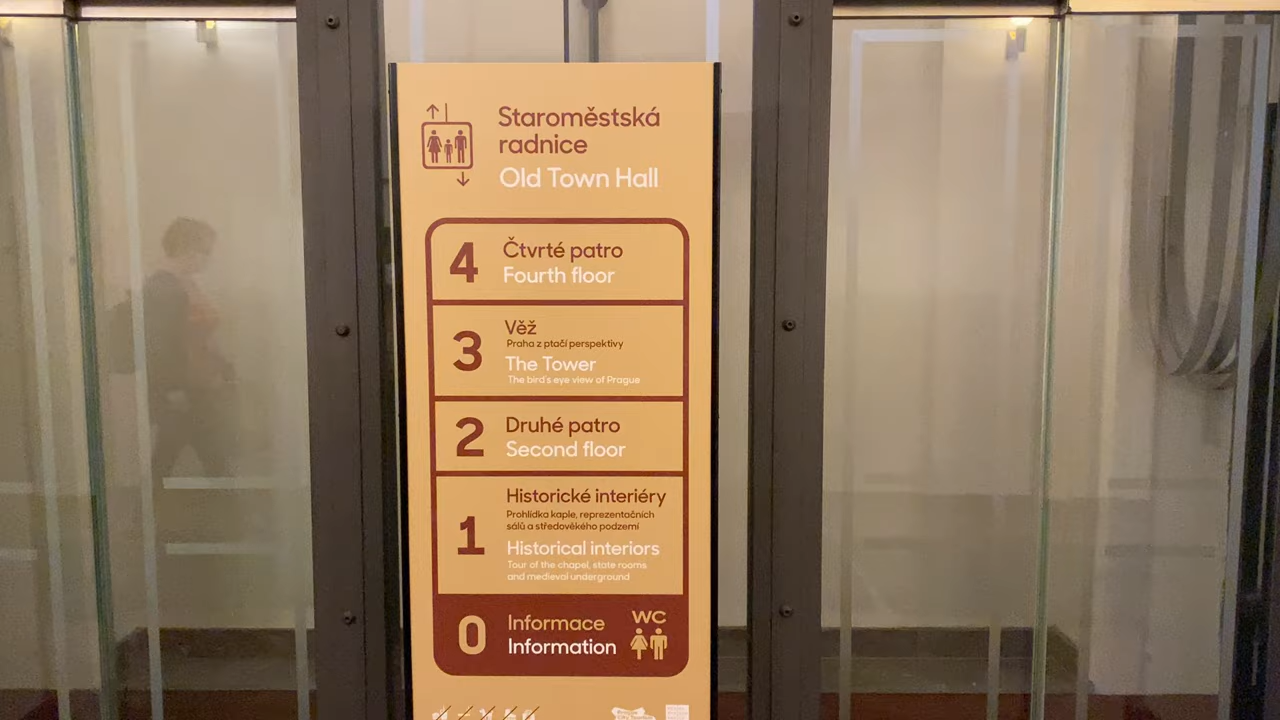 Staroměstská
radnice
Old Town Hall
4
Čtvrté patro
Fourth floor
3
Věž
Praha z ptačí perspektivy
The Tower
The bird's eye view of Prague
2
Druhé patro
Second floor
1
Historické interiéry
Prohlídka kaple, reprezentačních
sálů a středověkého podzemí
Historical interiors
Tour of the chapel, state rooms
and medieval underground
0
Informace
Information
WC